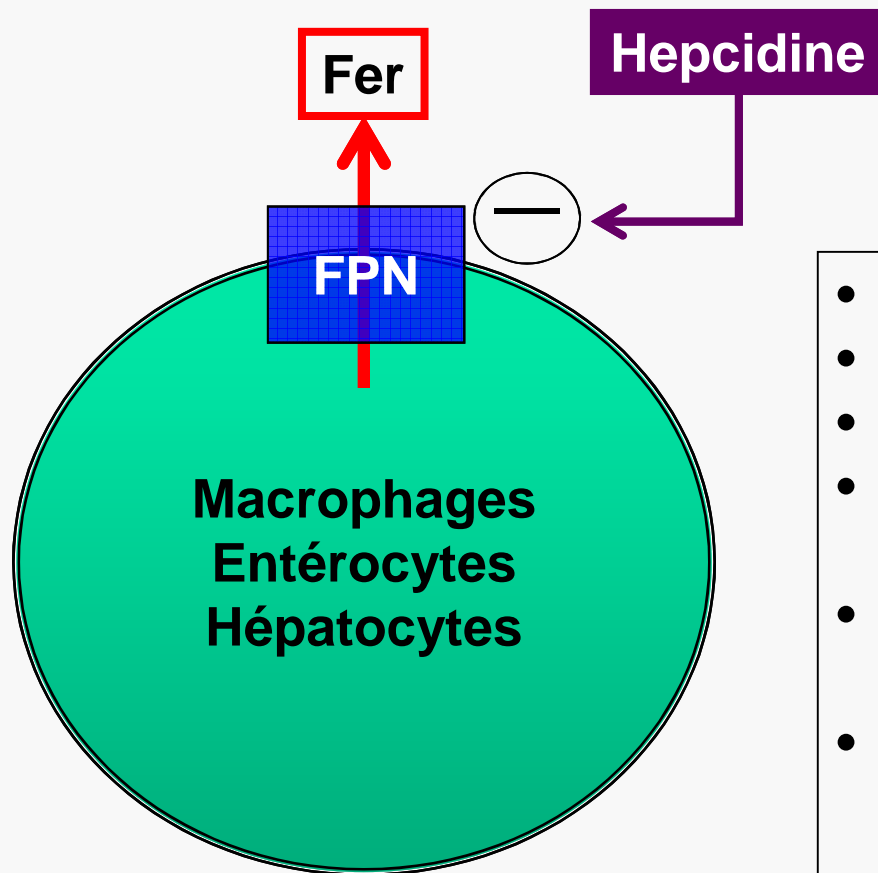 Fer
Hepcidine
–
FPN
Macrophages
Entérocytes
Hépatocytes